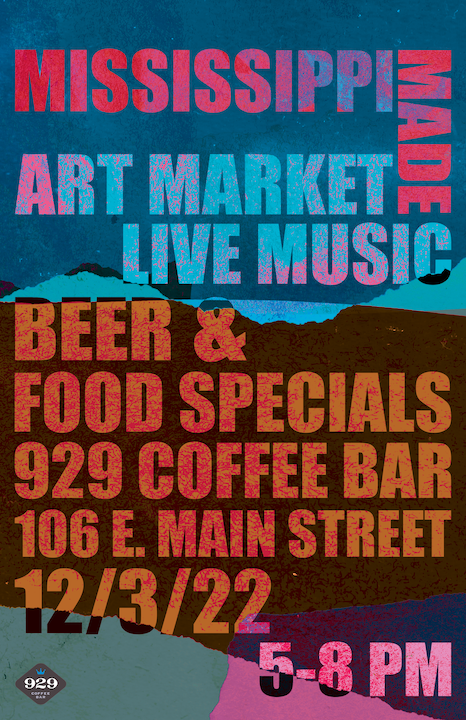 MISSISSIPPI
MADE
ART MARKET
LIVE MUSIC
BEER &
FOOD SPECIALS
929 COFFEE BAR
106 E. MAIN STREET
12/3/22
5-8 PM
929
COFFEE
BAR